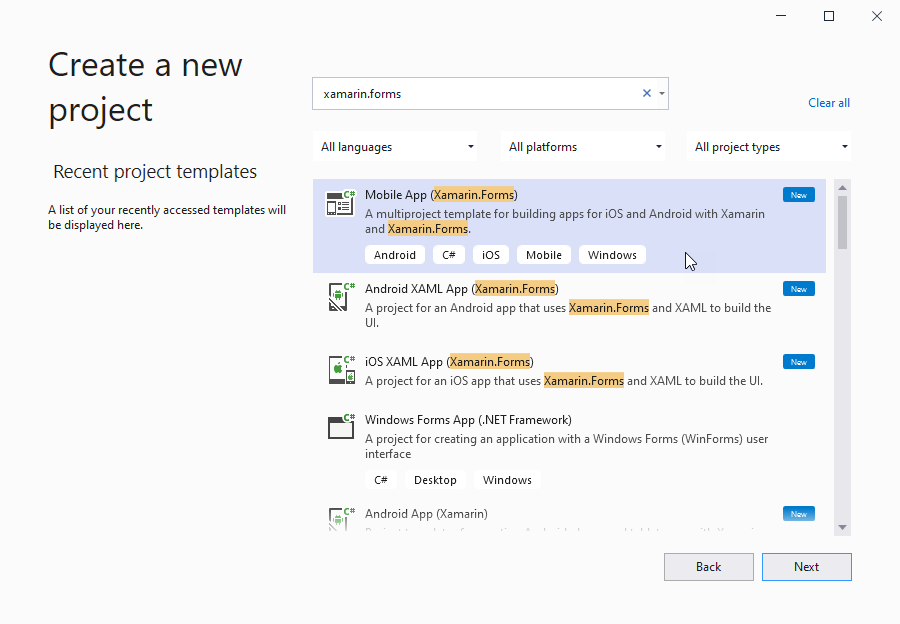 Create a new
project
Recent project templates
A list of your recently accessed templates will
be displayed here.
xamarin.forms
Clear all
All languages
All platforms
All project types
C#
Mobile App (Xamarin.Forms)
New
A multiproject template for building apps for iOS and Android with Xamarin
and Xamarin.Forms.
Android C# iOS Mobile Windows
C#
Android XAML App (Xamarin.Forms)
New
A project for an Android app that uses Xamarin.Forms and XAML to build the
UI.
C#
iOS XAML App (Xamarin.Forms)
New
A project for an iOS app that uses Xamarin.Forms and XAML to build the UI.
C#
Windows Forms App (.NET Framework)
A project for creating an application with a Windows Forms (WinForms) user
interface
C# Desktop Windows
C#
Android App (Xamarin)
New
Back
Next